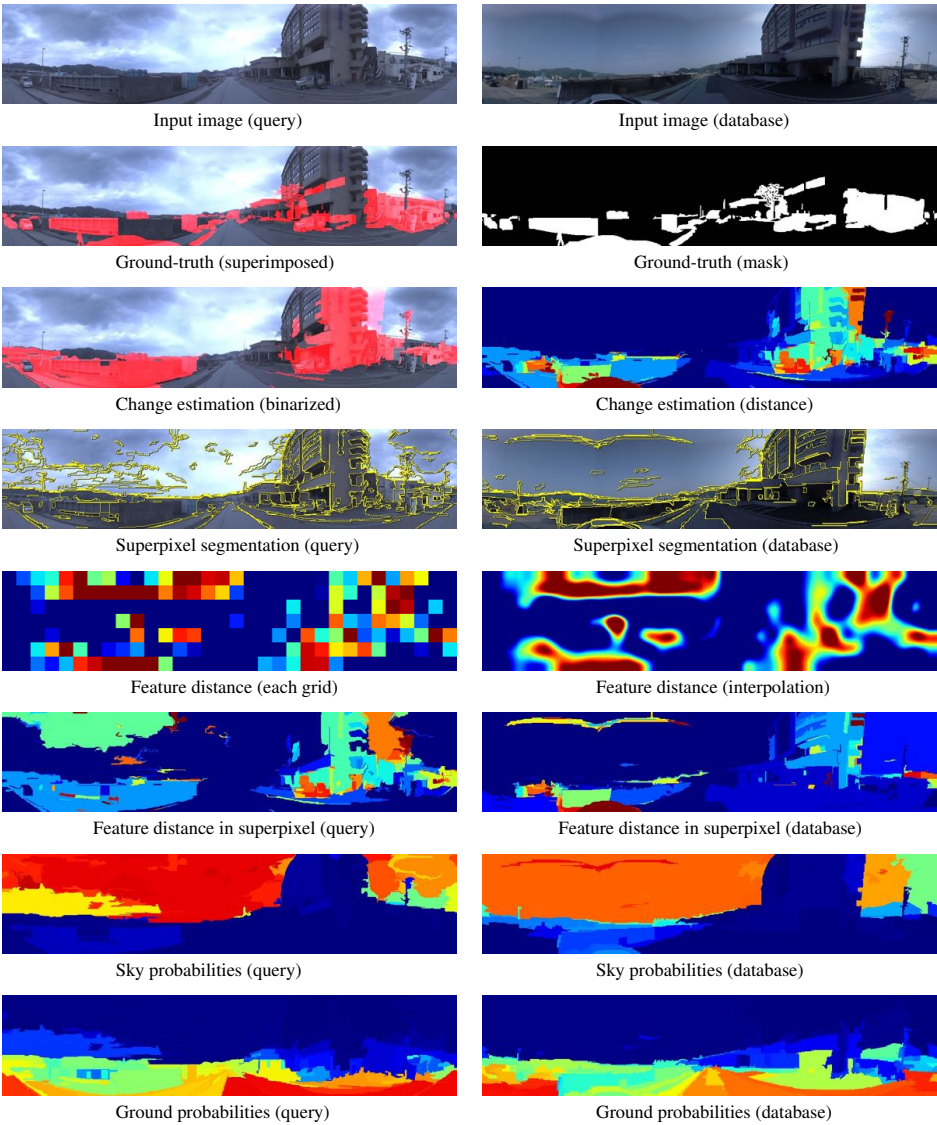 Input image (query)
Input image (database)
Ground-truth (superimposed)
Ground-truth (mask)
Change estimation (binarized)
Change estimation (distance)
Superpixel segmentation (query)
Superpixel segmentation (database)
Feature distance (each grid)
Feature distance (interpolation)
Feature distance in superpixel (query)
Feature distance in superpixel (database)
Sky probabilities (query)
Sky probabilities (database)
Ground probabilities (query)
Ground probabilities (database)